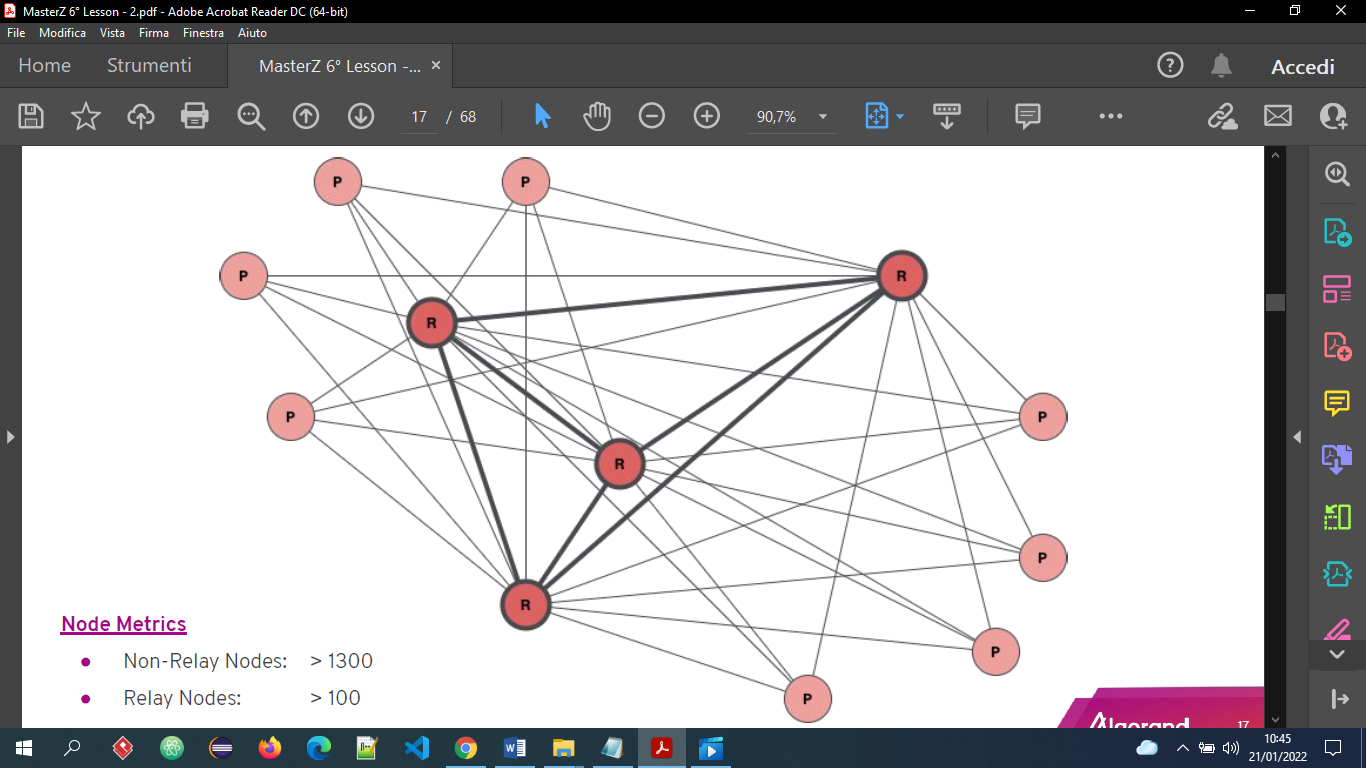 MasterZ 6° Lesson - 2.pdf - Adobe Acrobat Reader DC (64-bit)
File Modifica Vista Firma Finestra Aiuto
Home Strumenti MasterZ 6° Lesson -... × Accedi
17 / 68 90,7%
P P
P R
R
P P
R
P
R
P
P
Node Metrics
● Non-Relay Nodes: > 1300
● Relay Nodes: > 100
Algorand 17
10:45
21/01/2022